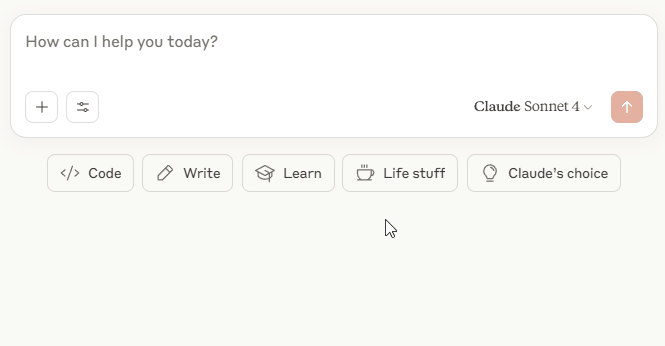 How can I help you today?
Claude Sonnet 4
Code Write Learn Life stuff Claude's choice